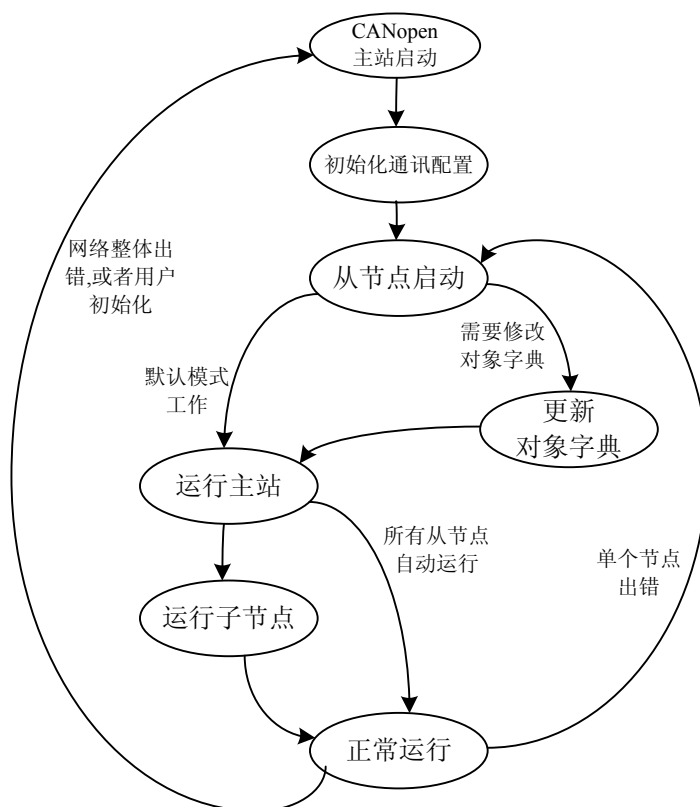 CANopen
主站启动
初始化通讯配置
网络整体出
错,或者用户
初始化
从节点启动
需要修改
对象字典
默认模式
工作
更新
对象字典
运行主站
所有从节点
自动运行
单个节点
出错
运行子节点
正常运行